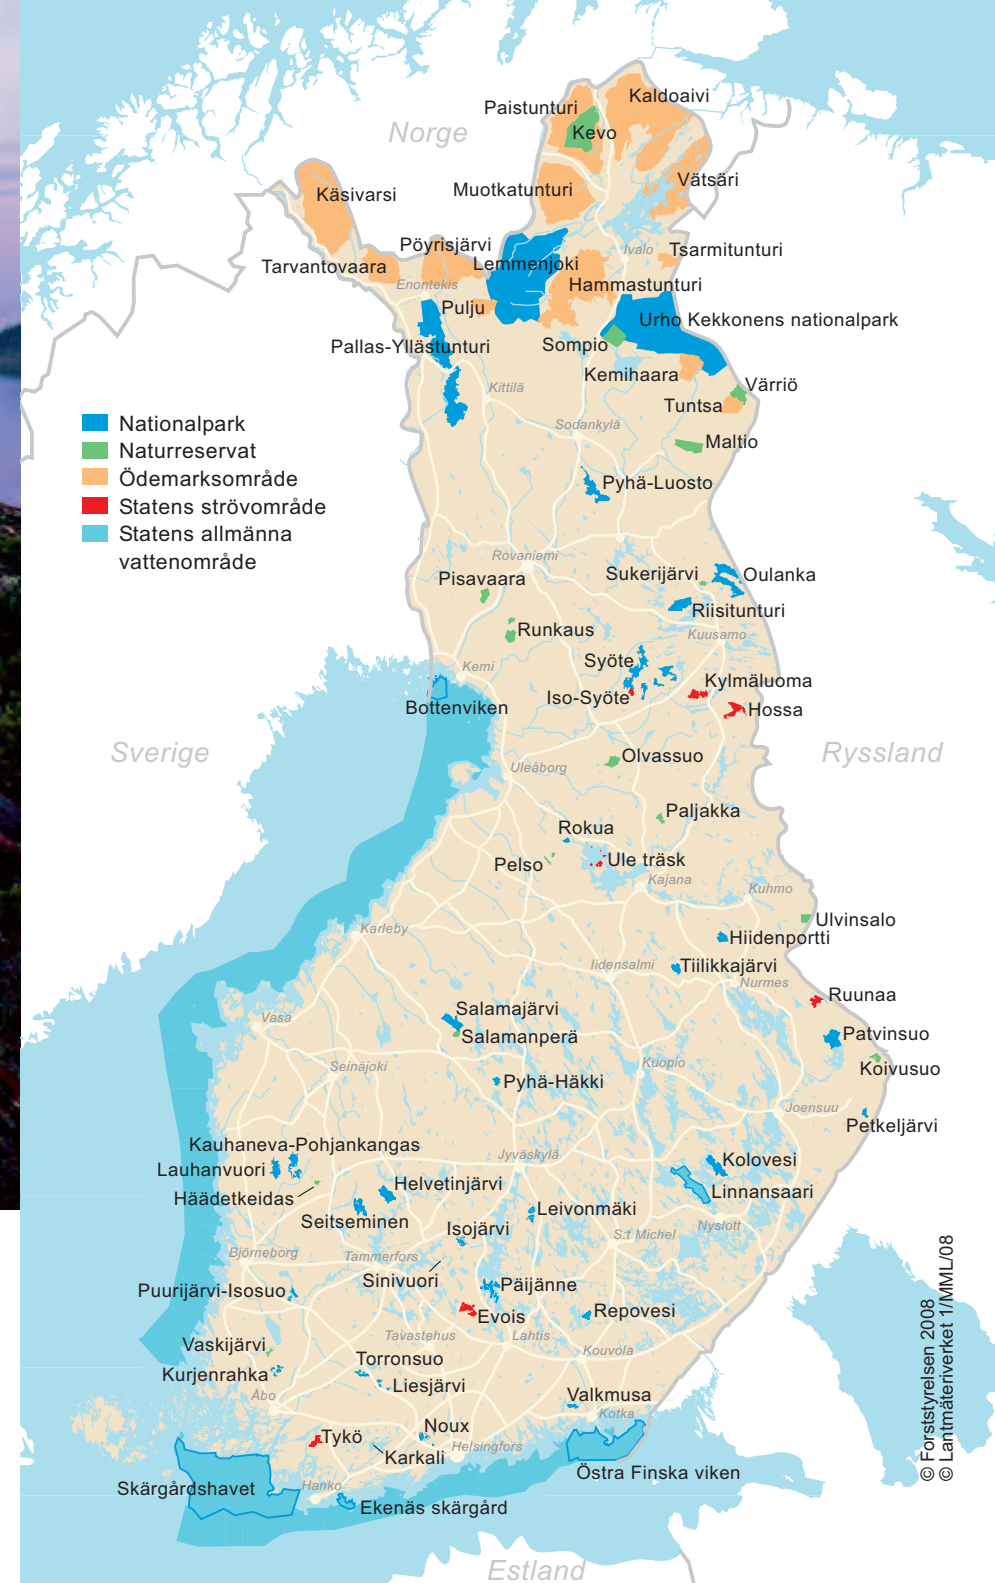 Paistunturi
Kaldoaivi
Norge
Kevo
Käsivarsi
Muotkatunturi
Vätsäri
Pöyrisjärvi
Ivalo
Tsarmitunturi
Tarvantovaara
Lemmenjoki
Enontekis
Hammastunturi
Pulju
Urho Kekkonens nationalpark
Pallas-Yllästunturi
Sompio
Kemihaara
Värriö
Kittilä
Tuntsa
Nationalpark
Naturreservat
Ödemarksområde
Statens strövområde
Statens allmänna
vattenområde
Sodankylä
Maltio
Pyhä-Luosto
Rovaniemi
Pisavaara
Sukerijärvi
Oulanka
Riisitunturi
Runkaus
Kuusamo
Syöte
Kemi
Kylmäluoma
Iso-Syöte
Bottenviken
Hossa
Sverige
Ryssland
Olvassuo
Uleåborg
Paljakka
Rokua
Pelso
Ule träsk
Kajana
Kuhmo
Ulvinsalo
Karleby
Hiidenportti
Iidensalmi
Tiilikkajärvi
Nurmes
Ruunaa
Salamajärvi
Vasa
Salamanperä
Patvinsuo
Seinäjoki
Kuopio
Koivusuo
Pyhä-Häkki
Joensuu
Petkeljärvi
Kauhaneva-Pohjankangas
Jyväskylä
Lauhanvuori
Kolovesi
Häädetkeidas
Helvetinjärvi
Linnansaari
Seitseminen
Leivonmäki
Isojärvi
Nyslott
S:t Michel
Björneborg
Tammerfors
Sinivuori
Puurijärvi-Isosuo
Päijänne
Evois
Repovesi
Tavastehus
Lahtis
Vaskijärvi
Kouvola
Torronsuo
Kurjenrahka
Liesjärvi
Åbo
Valkmusa
Kotka
Tykö
Noux
Helsingfors
Karkali
Östra Finska viken
Skärgårdshavet
Hanko
Ekenäs skärgård
Estland
© Forststyrelsen 2008
© Lantmäteriverket 1/MML/08